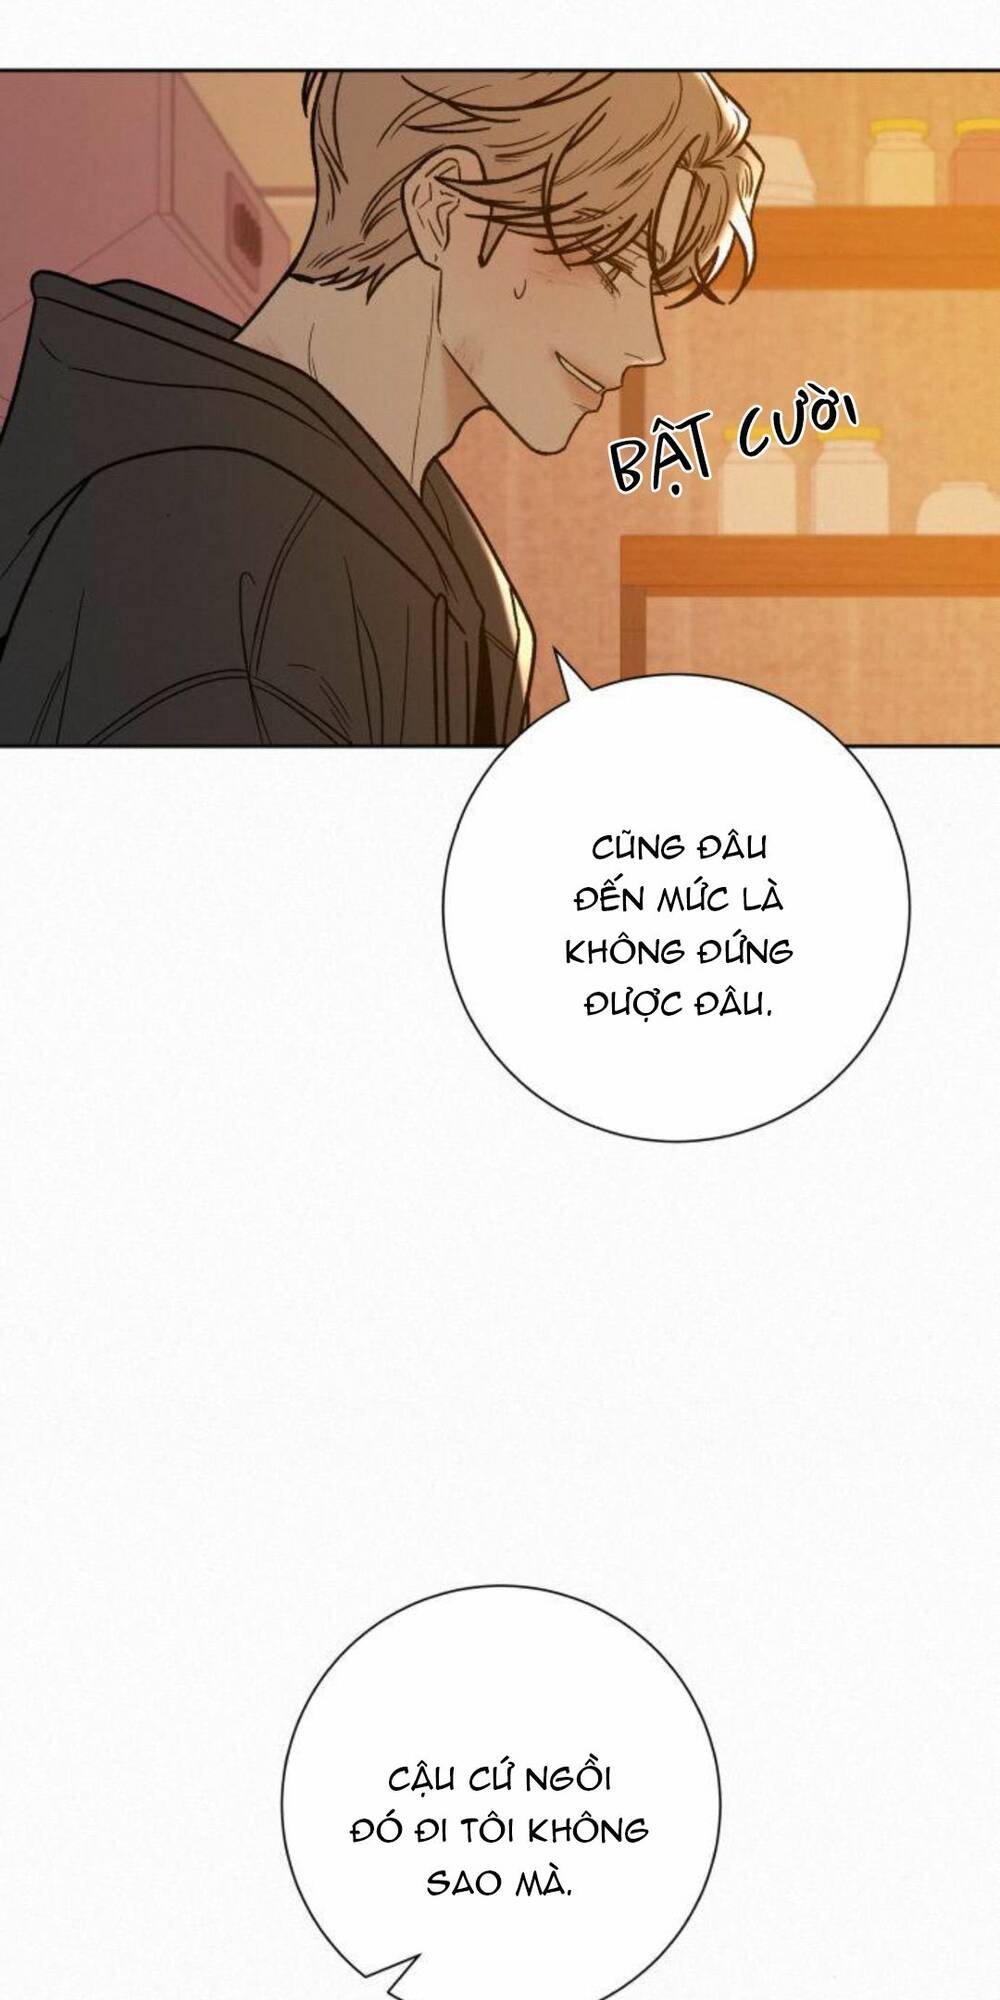 BẬT CƯỜI
CŨNG ĐÂU
ĐẾN MỨC LÀ
KHÔNG ĐỨNG
ĐƯỢC ĐÂU.
CẬU CỨ NGỒI
ĐÓ ĐI TÔI KHÔNG
SAO MÀ.